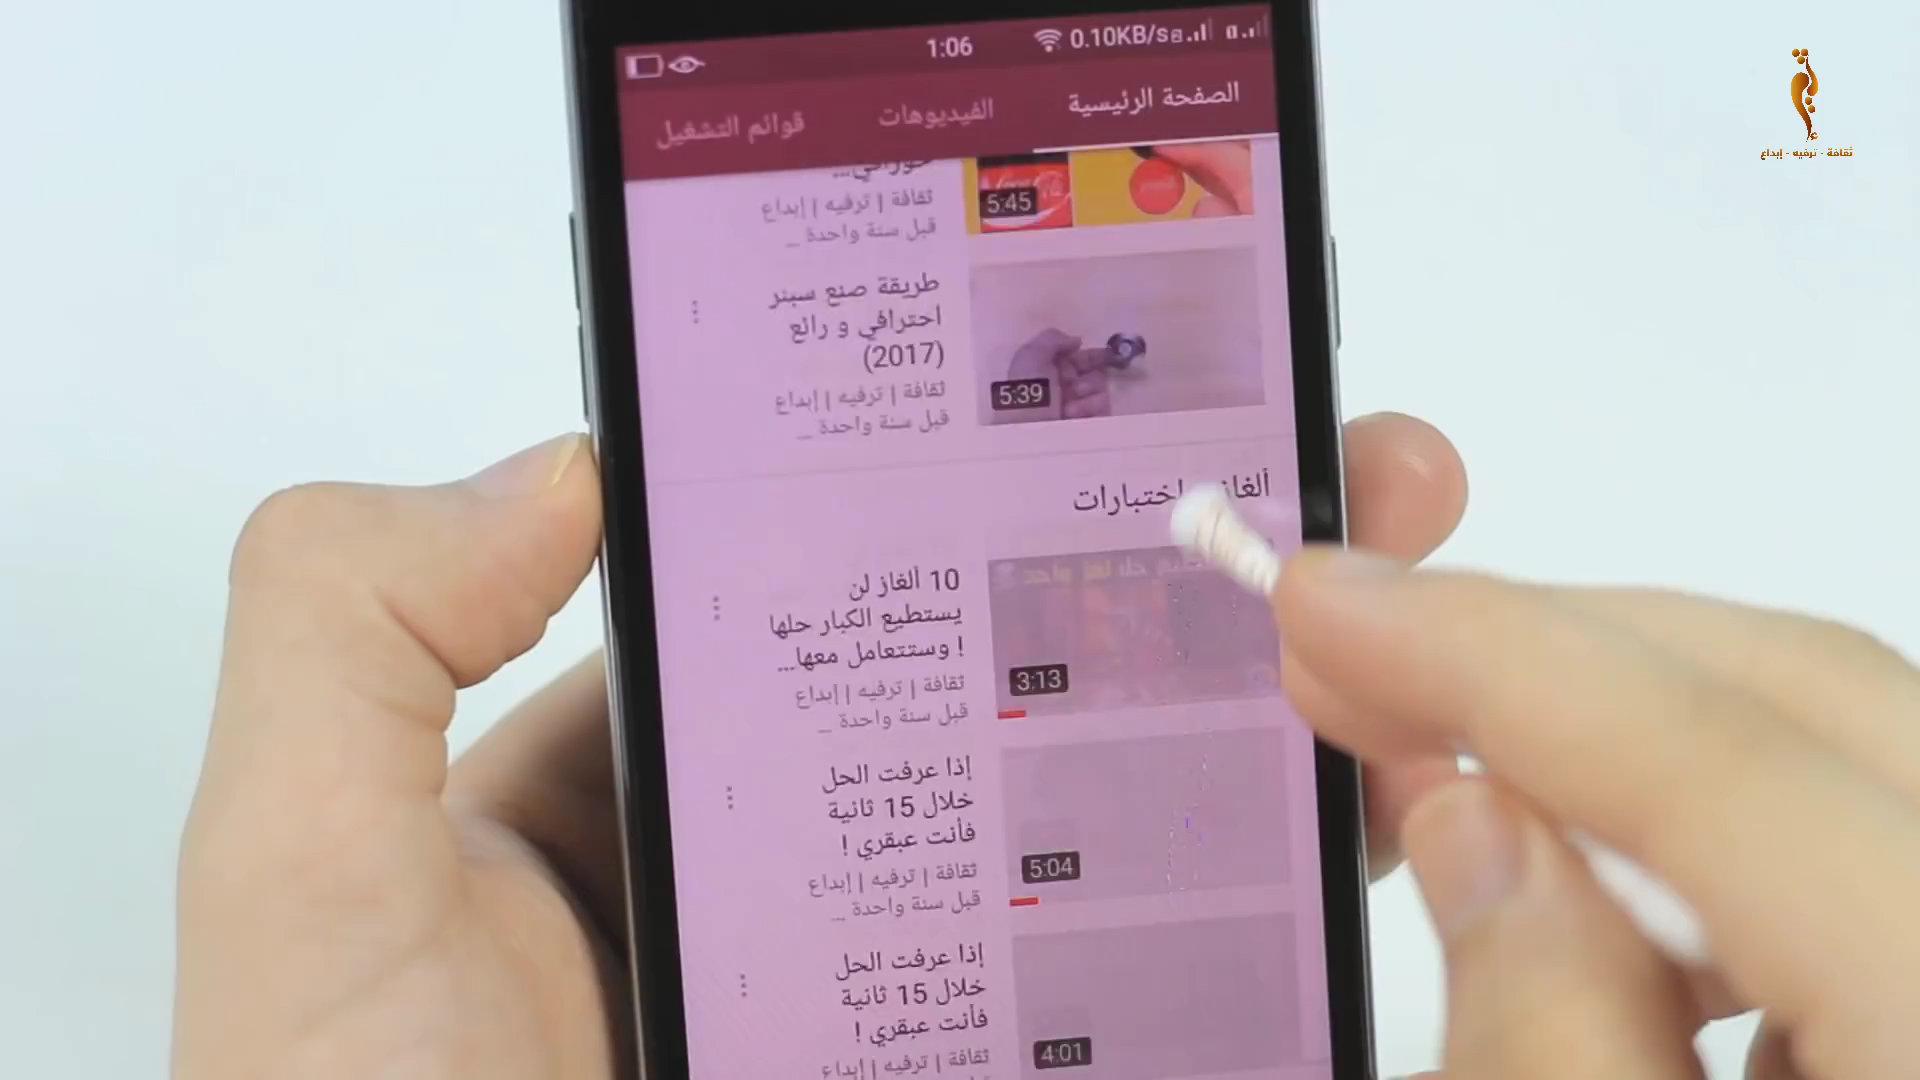 1:06
0.10KB/s
الصفحة الرئيسية
الفيديوهات
قوائم التشغيل
5:45
ثقافة | ترفيه | إبداع
قبل سنة واحدة ...
طريقة صنع سبنر
احترافي و رائع
(2017)
ثقافة | ترفيه | إبداع
قبل سنة واحدة ...
5:39
اختبارات
10 ألغاز لن
يستطيع الكبار حلها
! وستتعامل معها...
ثقافة | ترفيه | إبداع
قبل سنة واحدة ...
حل لغز واحد
3:13
إذا عرفت الحل
خلال 15 ثانية
فأنت عبقري !
ثقافة | ترفيه | إبداع
قبل سنة واحدة ...
5:04
إذا عرفت الحل
خلال 15 ثانية
فأنت عبقري !
ثقافة | ترفيه | إبداع
4:01
ثقافة - ترفيه - إبداع